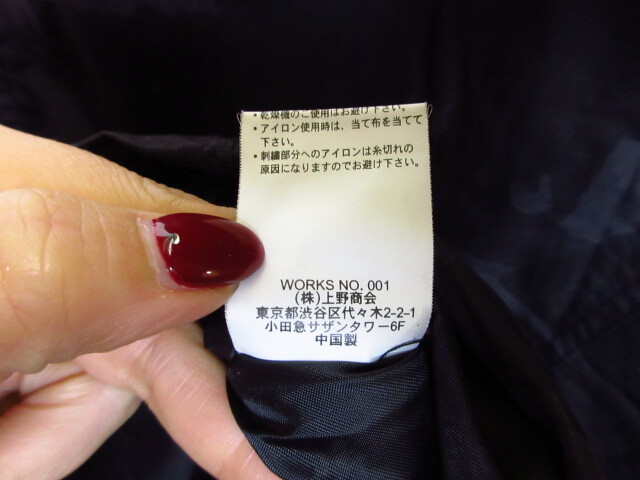 ・乾燥機のご使用はお避け下さい。
・アイロン使用時は、当て布を当てて
下さい。
・刺繍部分へのアイロンは糸切れの
原因になりますのでお避け下さい。
WORKS NO. 001
(株)上野商会
東京都渋谷区代々木2-2-1
小田急サザンタワー6F
中国製